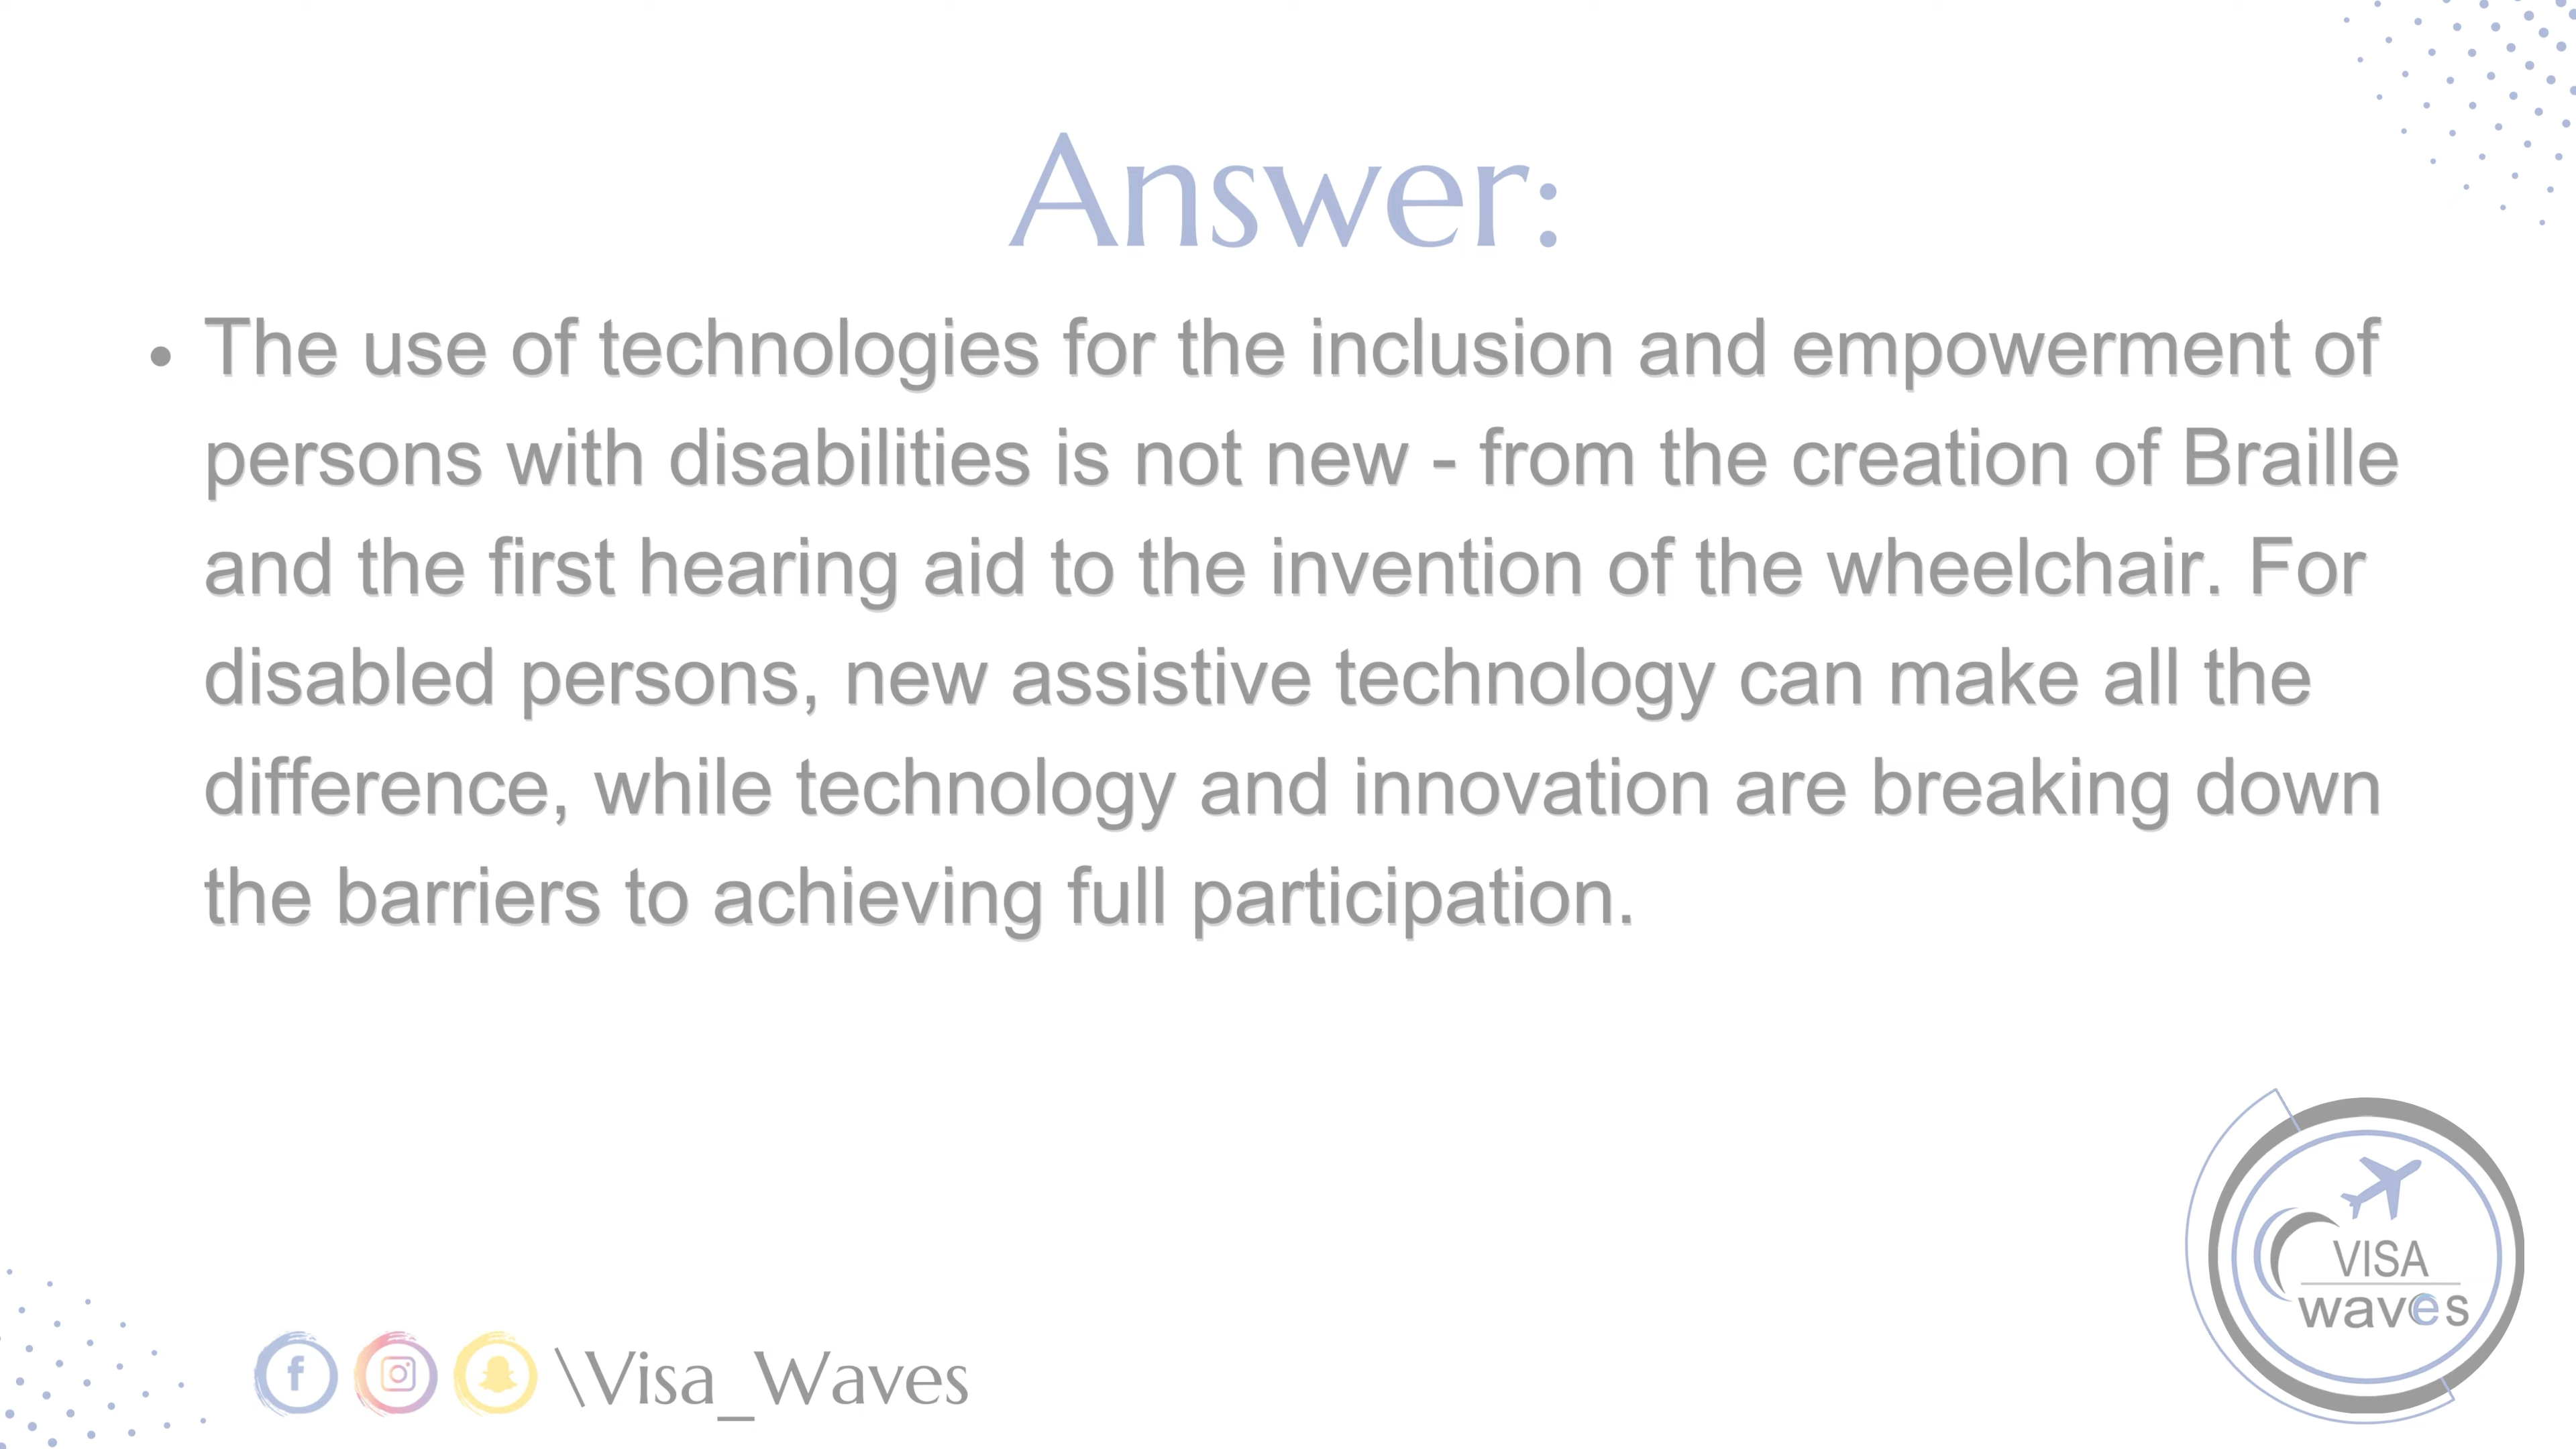 Answer:
• The use of technologies for the inclusion and empowerment of
persons with disabilities is not new - from the creation of Braille
and the first hearing aid to the invention of the wheelchair. For
disabled persons, new assistive technology can make all the
difference, while technology and innovation are breaking down
the barriers to achieving full participation.
VISA
waves
\Visa_Waves